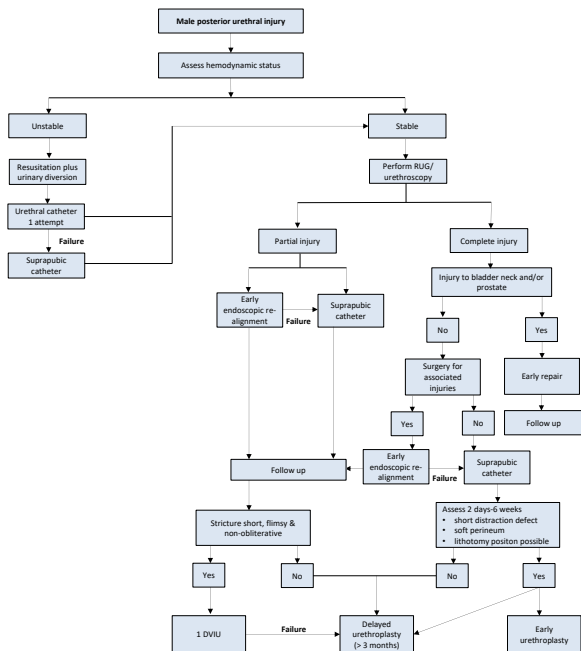 Male posterior urethral injury
Assess hemodynamic status
Unstable
Stable
Resusitation plus
urinary diversion
Perform RUG/
urethroscopy
Urethral catheter
1 attempt
Failure
Suprapubic
catheter
Partial injury
Complete injury
Injury to bladder neck and/or
prostate
Early
endoscopic re-
alignment
Failure
Suprapubic
catheter
No
Yes
Surgery for
associated
injuries
Early repair
Yes
No
Follow up
Follow up
Early
endoscopic re-
alignment
Failure
Suprapubic
catheter
Stricture short, flimsy &
non-obliterative
Assess 2 days-6 weeks
• short distraction defect
• soft perineum
• lithotomy positon possible
Yes
No
No
Yes
1 DVIU
Failure
Delayed
urethroplasty
(> 3 months)
Early
urethroplasty